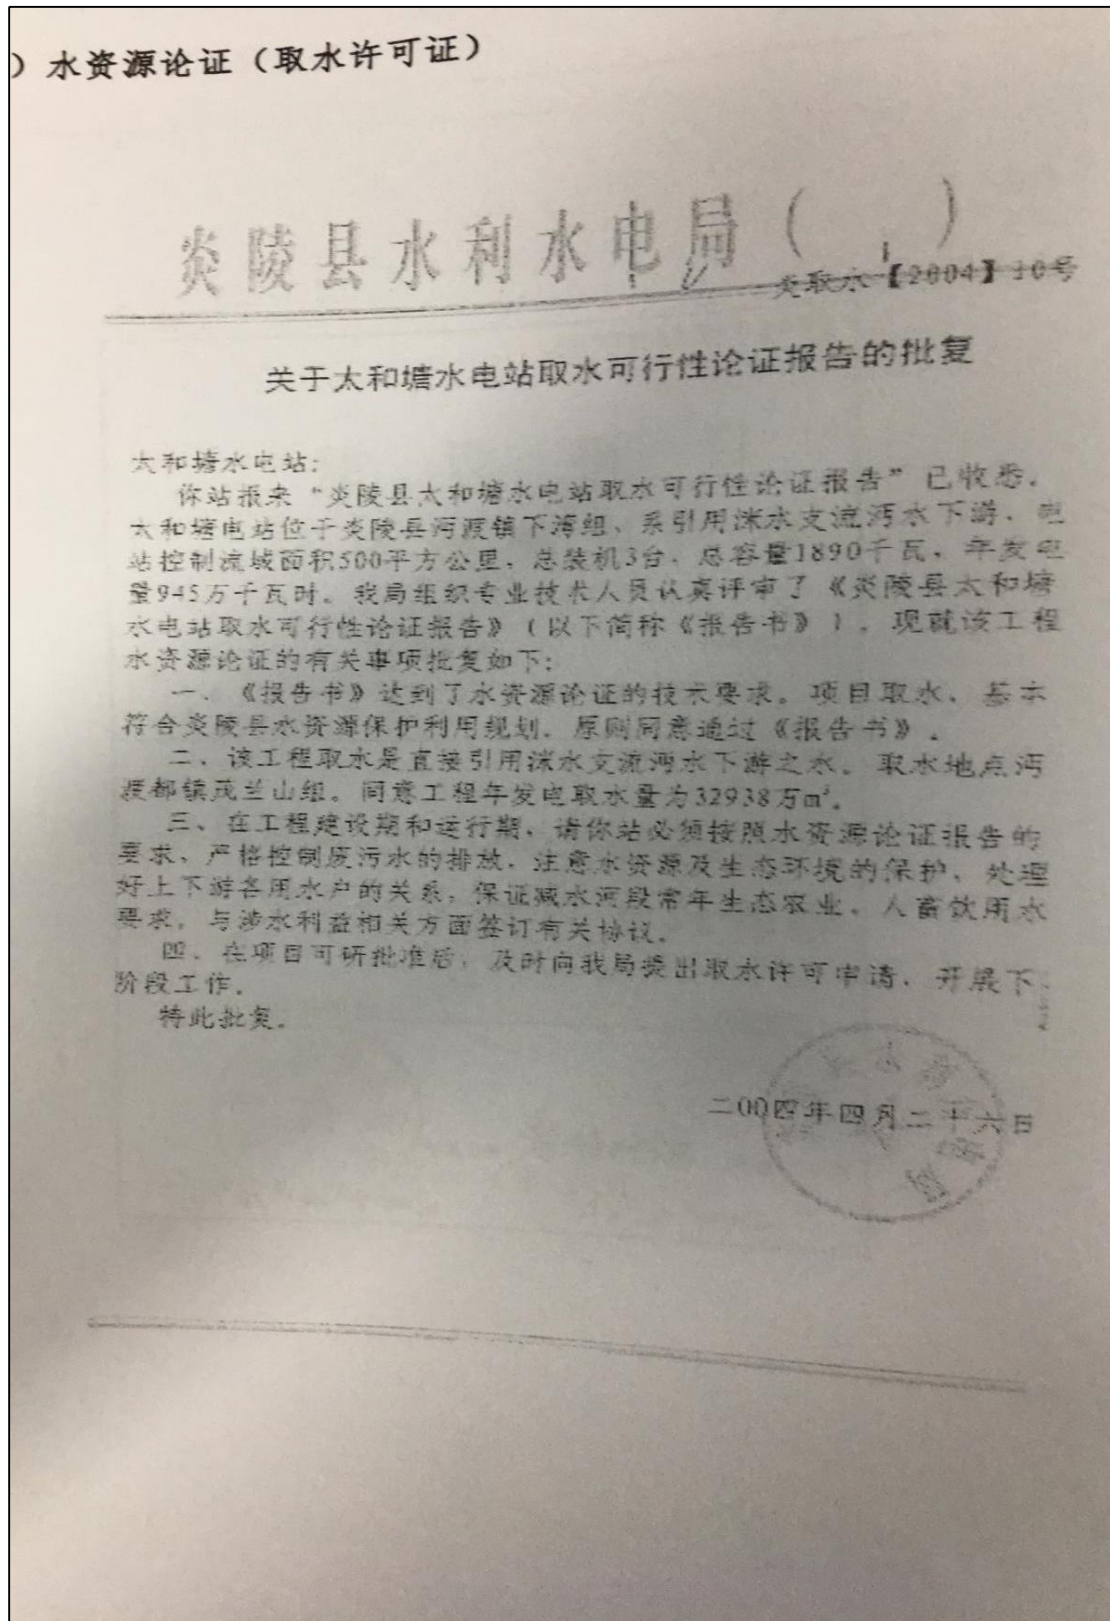 ）水资源论证（取水许可证）
炎陵县水利水电局（ ）
炎取水【2004】10号
关于太和塘水电站取水可行性论证报告的批复
太和塘水电站：
你站报来“炎陵县太和塘水电站取水可行性论证报告”已收悉。
太和塘电站位于炎陵县沔渡镇下湾组、系引用洣水支流沔水下游、电
站控制流域面积500平方公里，总装机3台，总容量1890千瓦，年发电
量945万千瓦时。我局组织专业技术人员认真评审了《炎陵县太和塘
水电站取水可行性论证报告》（以下简称《报告书》）。现就该工程
水资源论证的有关事项批复如下：
一、《报告书》达到了水资源论证的技术要求。项目取水，基本
符合炎陵县水资源保护利用规划，原则同意通过《报告书》。
二、该工程取水是直接引用洣水支流沔水下游之水。取水地点沔
渡都镇茂兰山组。同意工程年发电取水量为32938万m³。
三、在工程建设期和运行期，请你站必须按照水资源论证报告的
要求，严格控制废污水的排放，注意水资源及生态环境的保护，处理
好上下游各用水户的关系，保证减水河段常年生态农业、人畜饮用水
要求，与涉水利益相关方面签订有关协议。
四、在项目可研批准后，及时向我局提出取水许可申请，开展下
阶段工作。
特此批复。
二00四年四月二十六日